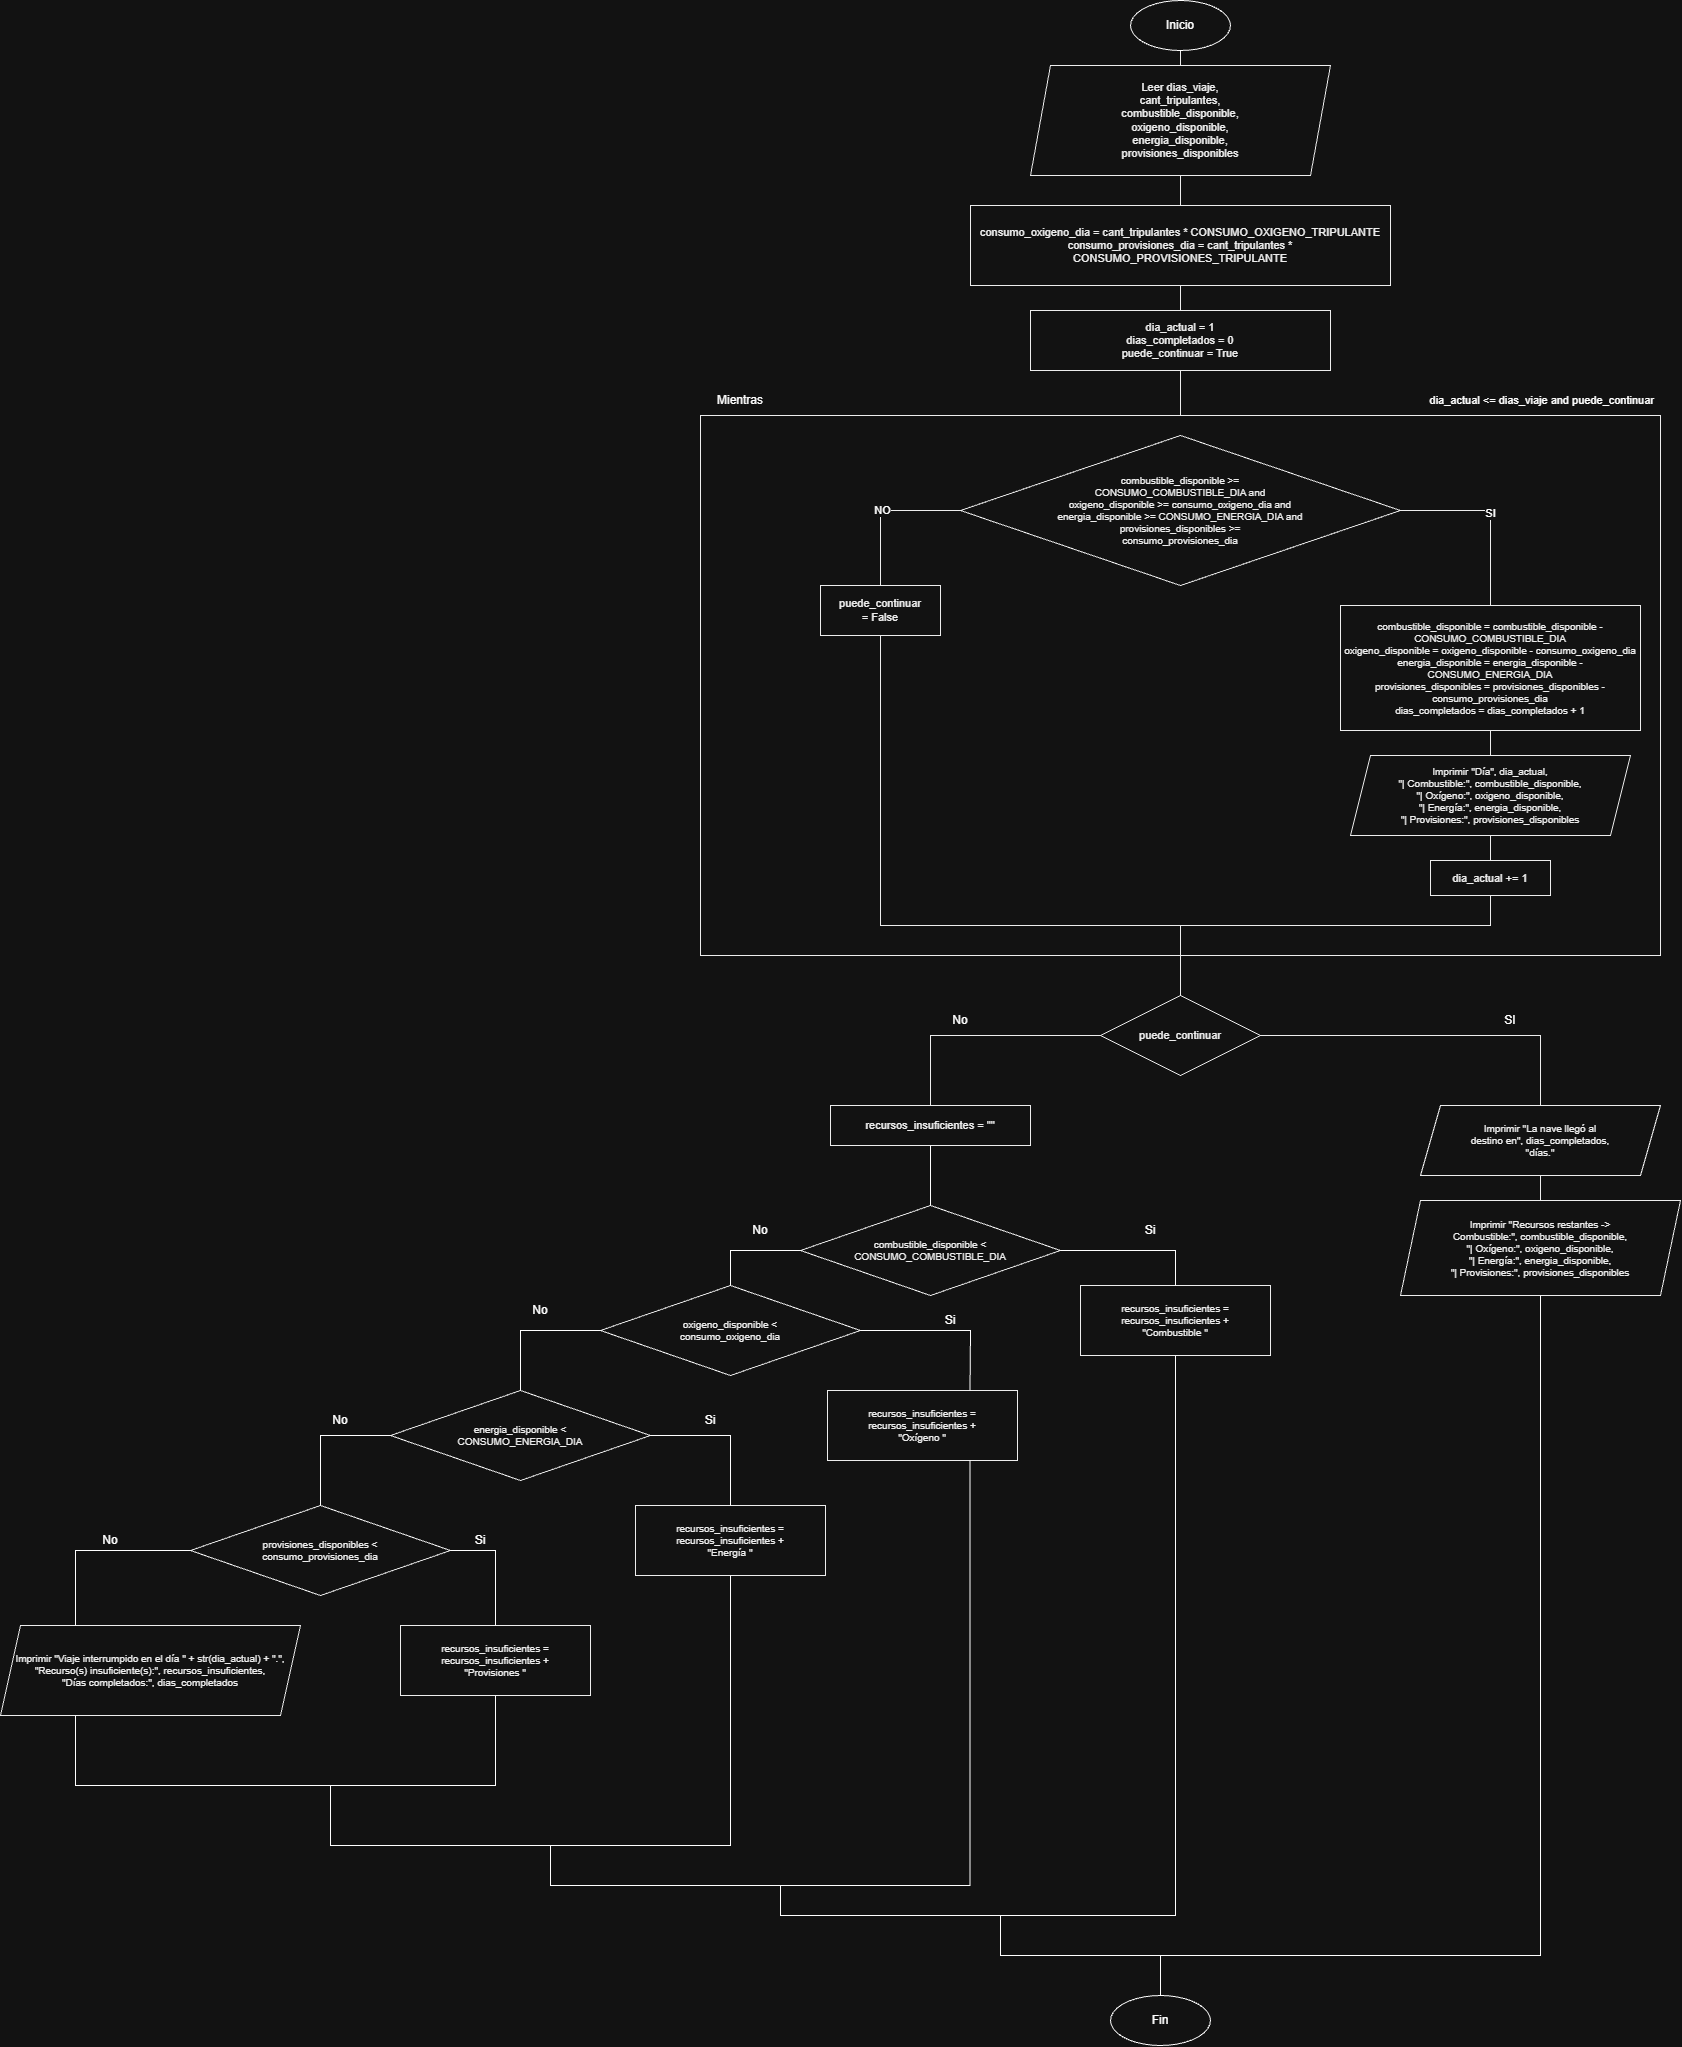 Inicio
Leer dias_viaje,
cant_tripulantes,
combustible_disponible,
oxigeno_disponible,
energia_disponible,
provisiones_disponibles
consumo_oxigeno_dia = cant_tripulantes * CONSUMO_OXIGENO_TRIPULANTE
consumo_provisiones_dia = cant_tripulantes *
CONSUMO_PROVISIONES_TRIPULANTE
dia_actual = 1
dias_completados = 0
puede_continuar = True
Mientras
dia_actual <= dias_viaje and puede_continuar
combustible_disponible >=
CONSUMO_COMBUSTIBLE_DIA and
oxigeno_disponible >= consumo_oxigeno_dia and
energia_disponible >= CONSUMO_ENERGIA_DIA and
provisiones_disponibles >=
consumo_provisiones_dia
NO
SI
puede_continuar
= False
combustible_disponible = combustible_disponible -
CONSUMO_COMBUSTIBLE_DIA
oxigeno_disponible = oxigeno_disponible - consumo_oxigeno_dia
energia_disponible = energia_disponible -
CONSUMO_ENERGIA_DIA
provisiones_disponibles = provisiones_disponibles -
consumo_provisiones_dia
dias_completados = dias_completados + 1
Imprimir "Día", dia_actual,
"| Combustible:", combustible_disponible,
"| Oxígeno:", oxigeno_disponible,
"| Energía:", energia_disponible,
"| Provisiones:", provisiones_disponibles
dia_actual += 1
No
puede_continuar
SI
recursos_insuficientes = ""
Imprimir "La nave llegó al
destino en", dias_completados,
"días."
Imprimir "Recursos restantes ->
Combustible:", combustible_disponible,
"| Oxígeno:", oxigeno_disponible,
"| Energía:", energia_disponible,
"| Provisiones:", provisiones_disponibles
No
combustible_disponible <
CONSUMO_COMBUSTIBLE_DIA
Si
recursos_insuficientes =
recursos_insuficientes +
"Combustible "
No
oxigeno_disponible <
consumo_oxigeno_dia
Si
recursos_insuficientes =
recursos_insuficientes +
"Oxígeno "
No
energia_disponible <
CONSUMO_ENERGIA_DIA
Si
recursos_insuficientes =
recursos_insuficientes +
"Energía "
No
provisiones_disponibles <
consumo_provisiones_dia
Si
Imprimir "Viaje interrumpido en el día " + str(dia_actual) + ".",
"Recurso(s) insuficiente(s):", recursos_insuficientes,
"Días completados:", dias_completados
recursos_insuficientes =
recursos_insuficientes +
"Provisiones "
Fin